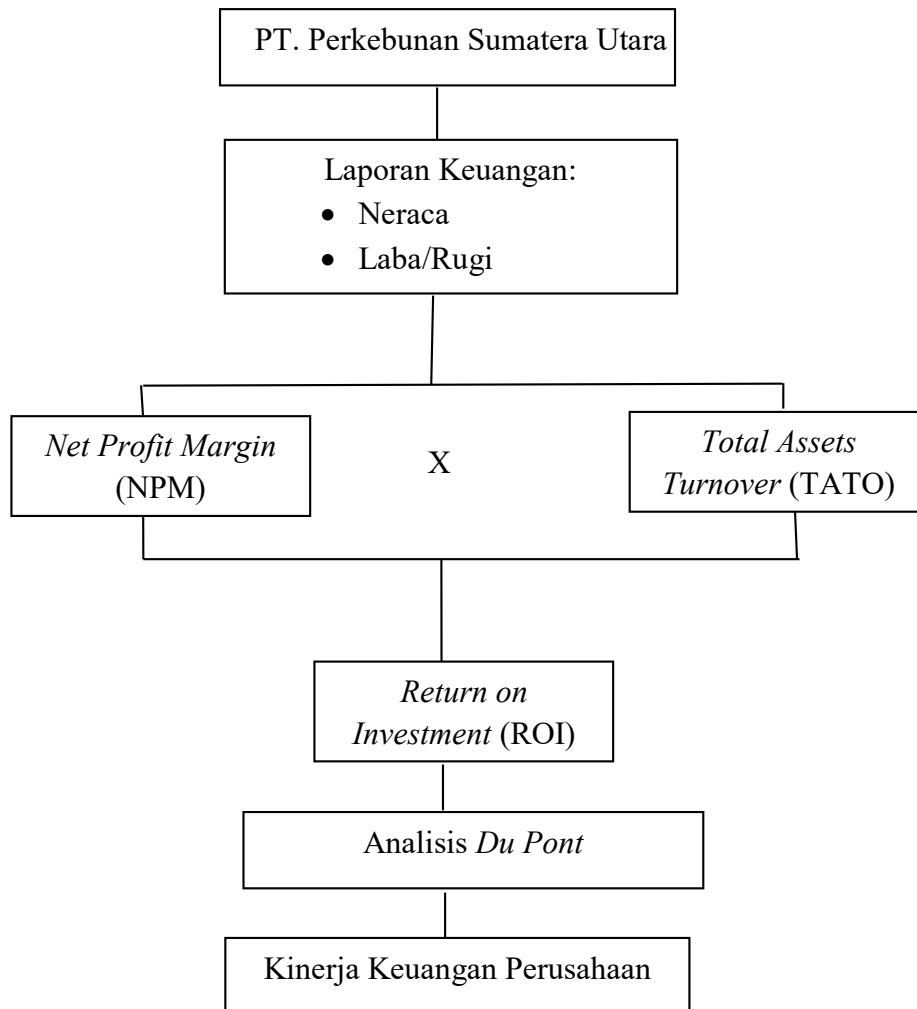 PT. Perkebunan Sumatera Utara
Laporan Keuangan:
• Neraca
• Laba/Rugi
Net Profit Margin
(NPM)
X
Total Assets
Turnover (TATO)
Return on
Investment (ROI)
Analisis Du Pont
Kinerja Keuangan Perusahaan